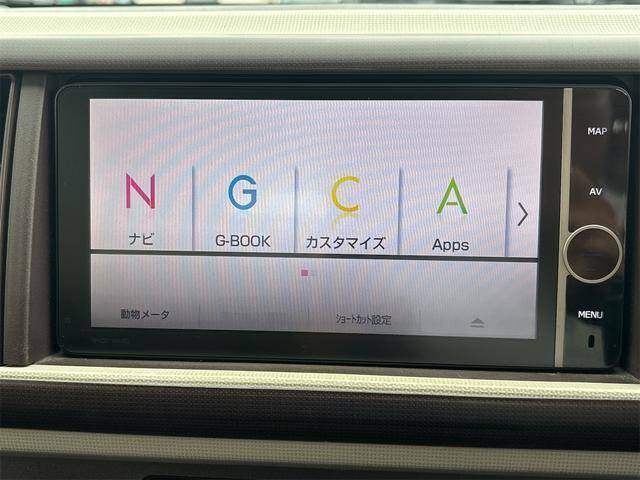 MAP
N G C A
ナビ G-BOOK カスタマイズ Apps
AV
動物メータ ショートカット設定
MENU